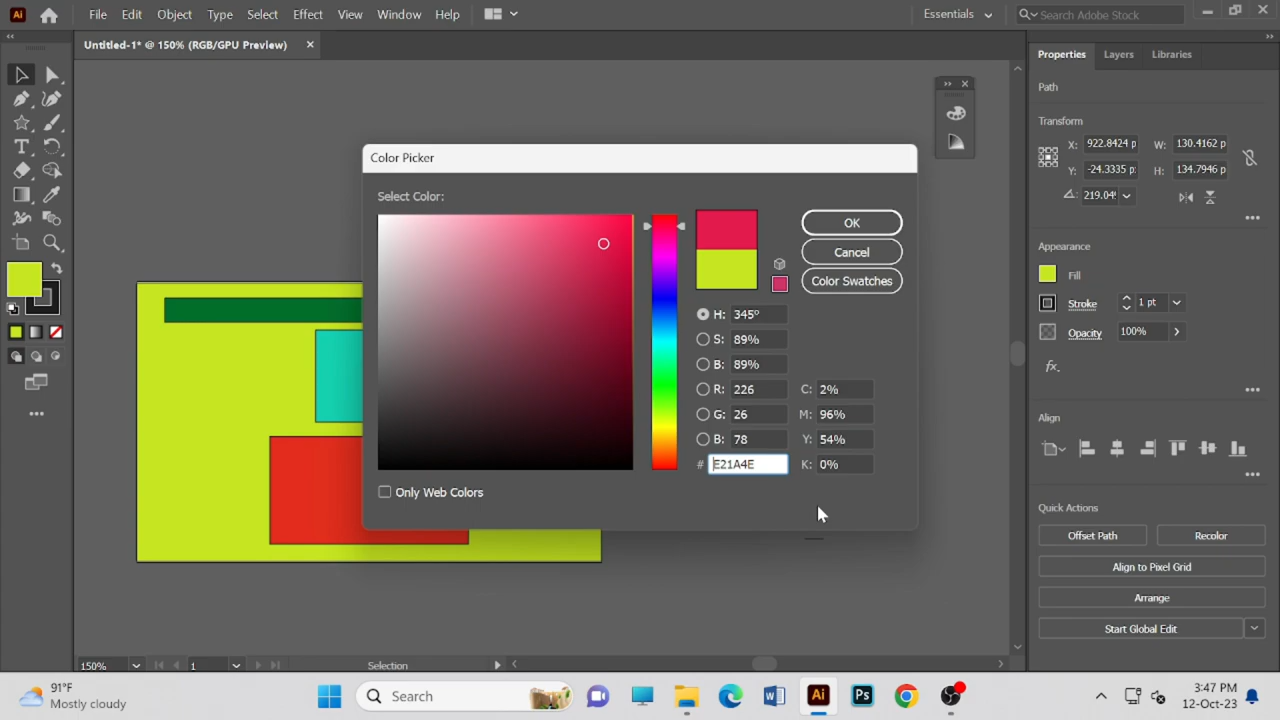 Ai File Edit Object Type Select Effect View Window Help Essentials Search Adobe Stock
Untitled-1* @ 150% (RGB/GPU Preview)
Properties Layers Libraries
Path
Transform
X: 922.8424 p W: 130.4162 p
Y: -24.3335 p H: 134.7946 p
219.04°
Appearance
Fill
Stroke 1 pt
Opacity 100%
fx.
Align
Quick Actions
Offset Path Recolor
Align to Pixel Grid
Arrange
Start Global Edit
Color Picker
Select Color:
OK
Cancel
Color Swatches
H: 345°
S: 89%
B: 89%
R: 226 C: 2%
G: 26 M: 96%
B: 78 Y: 54%
# E21A4E K: 0%
Only Web Colors
150% 1 Selection
91°F
Mostly cloudy
Search
W Ai Ps
3:47 PM
12-Oct-23